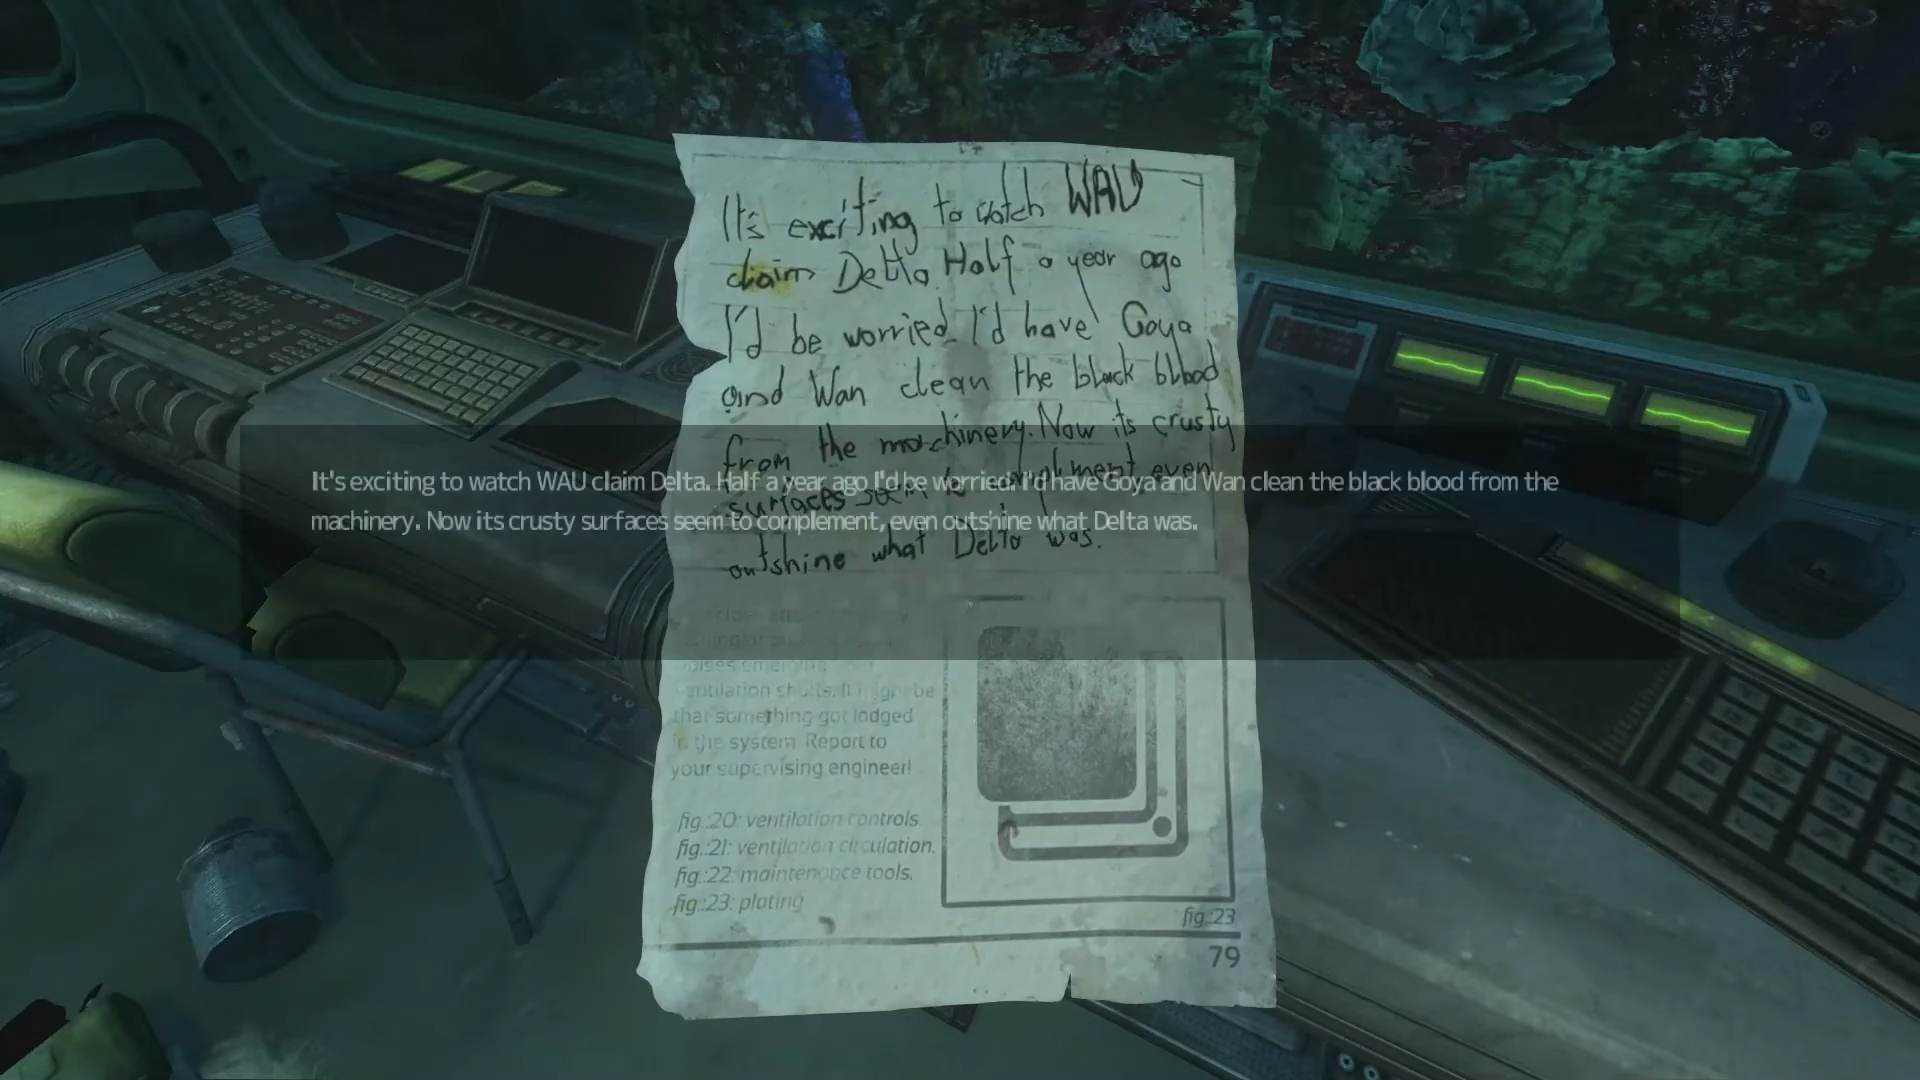 It's exciting to watch WAU
claim Delta. Half a year ago
I'd be worried. I'd have Goya
and Wan clean the black blood
from the machinery. Now its crusty
surfaces seem to complement, even
outshine what Delta was.
It's exciting to watch WAU claim Delta. Half a year ago I'd be worried. I'd have Goya and Wan clean the black blood from the
machinery. Now its crusty surfaces seem to complement, even outshine what Delta was.
ventilation shafts. It might be
that something got lodged
in the system. Report to
your supervising engineer!
fig.:20: ventilation controls.
fig.:21: ventilation circulation.
fig.:22: maintenance tools.
fig.:23: plating
fig.:23
79